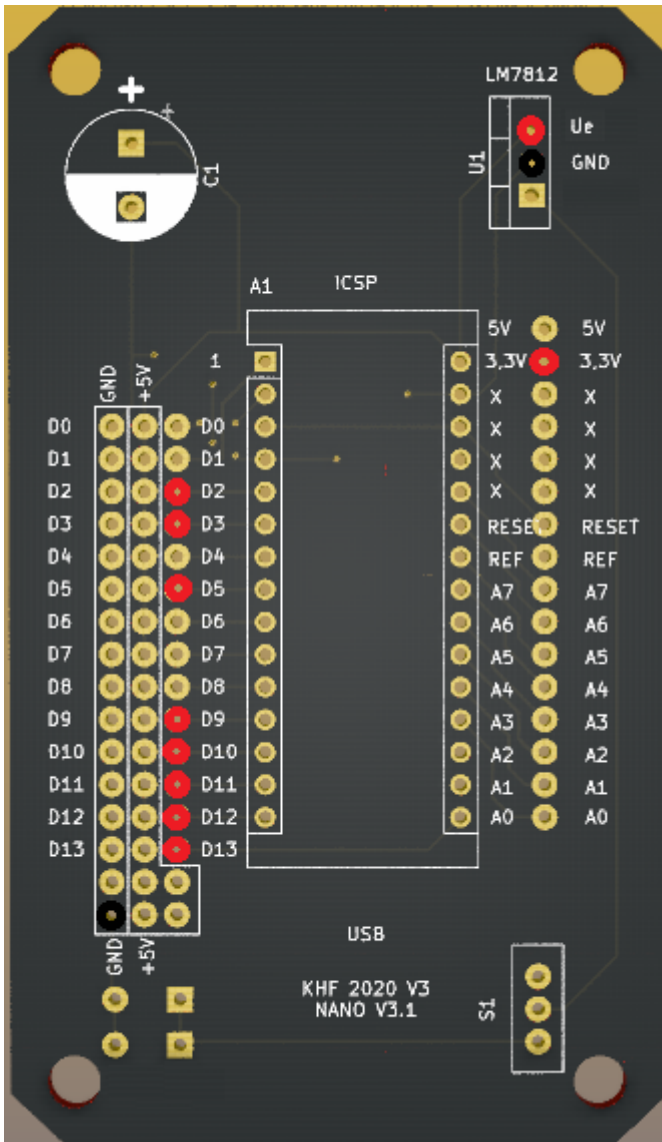 +
+
LM7812
Ue
C1
U1
GND
A1
ICSP
5V 5V
1
3,3V 3,3V
GND
+5V
X X
D0 D0 X X
D1 D1 X X
D2 D2 X X
D3 D3 RESET RESET
D4 D4 REF REF
D5 D5 A7 A7
D6 D6 A6 A6
D7 D7 A5 A5
D8 D8 A4 A4
D9 D9 A3 A3
D10 D10 A2 A2
D11 D11 A1 A1
D12 D12 A0 A0
D13 D13
USB
GND
+5V
KHF 2020 V3
NANO V3.1
S1